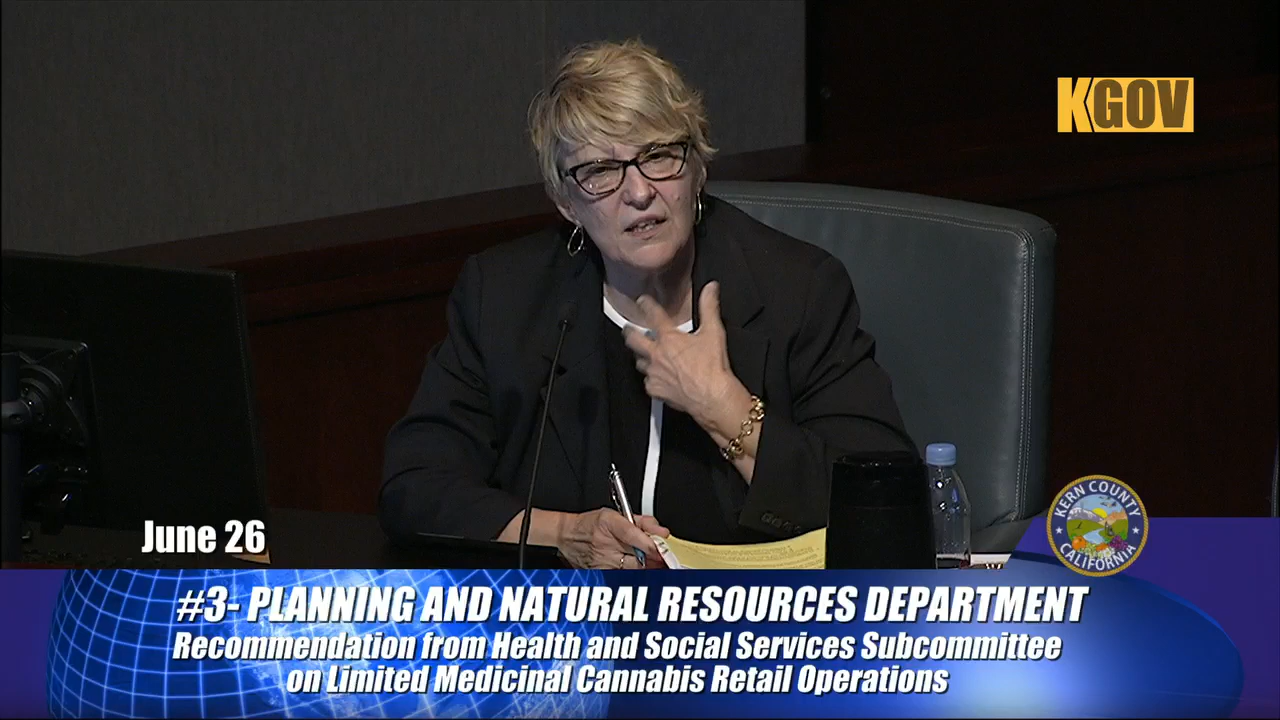 KGOV
KERN COUNTY
CALIFORNIA
June 26
#3- PLANNING AND NATURAL RESOURCES DEPARTMENT
Recommendation from Health and Social Services Subcommittee
on Limited Medicinal Cannabis Retail Operations